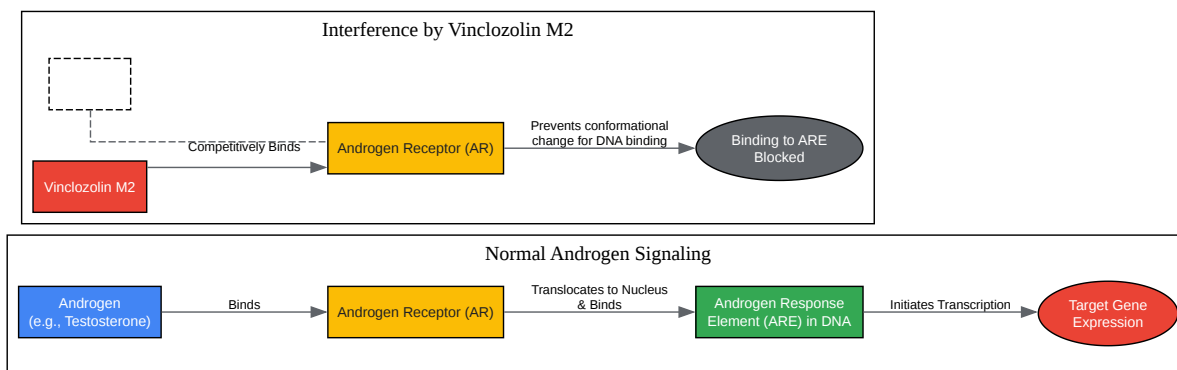 Interference by Vinclozolin M2
Competitively Binds
Vinclozolin M2
Androgen Receptor (AR)
Prevents conformational
change for DNA binding
Binding to ARE
Blocked
Normal Androgen Signaling
Androgen
(e.g., Testosterone)
Binds
Androgen Receptor (AR)
Translocates to Nucleus
& Binds
Androgen Response
Element (ARE) in DNA
Initiates Transcription
Target Gene
Expression